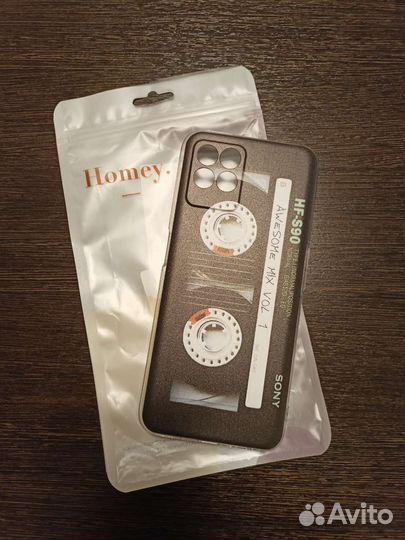 Homey.
AWESOME MIX VOL. 1
HF-S90
SONY
Avito